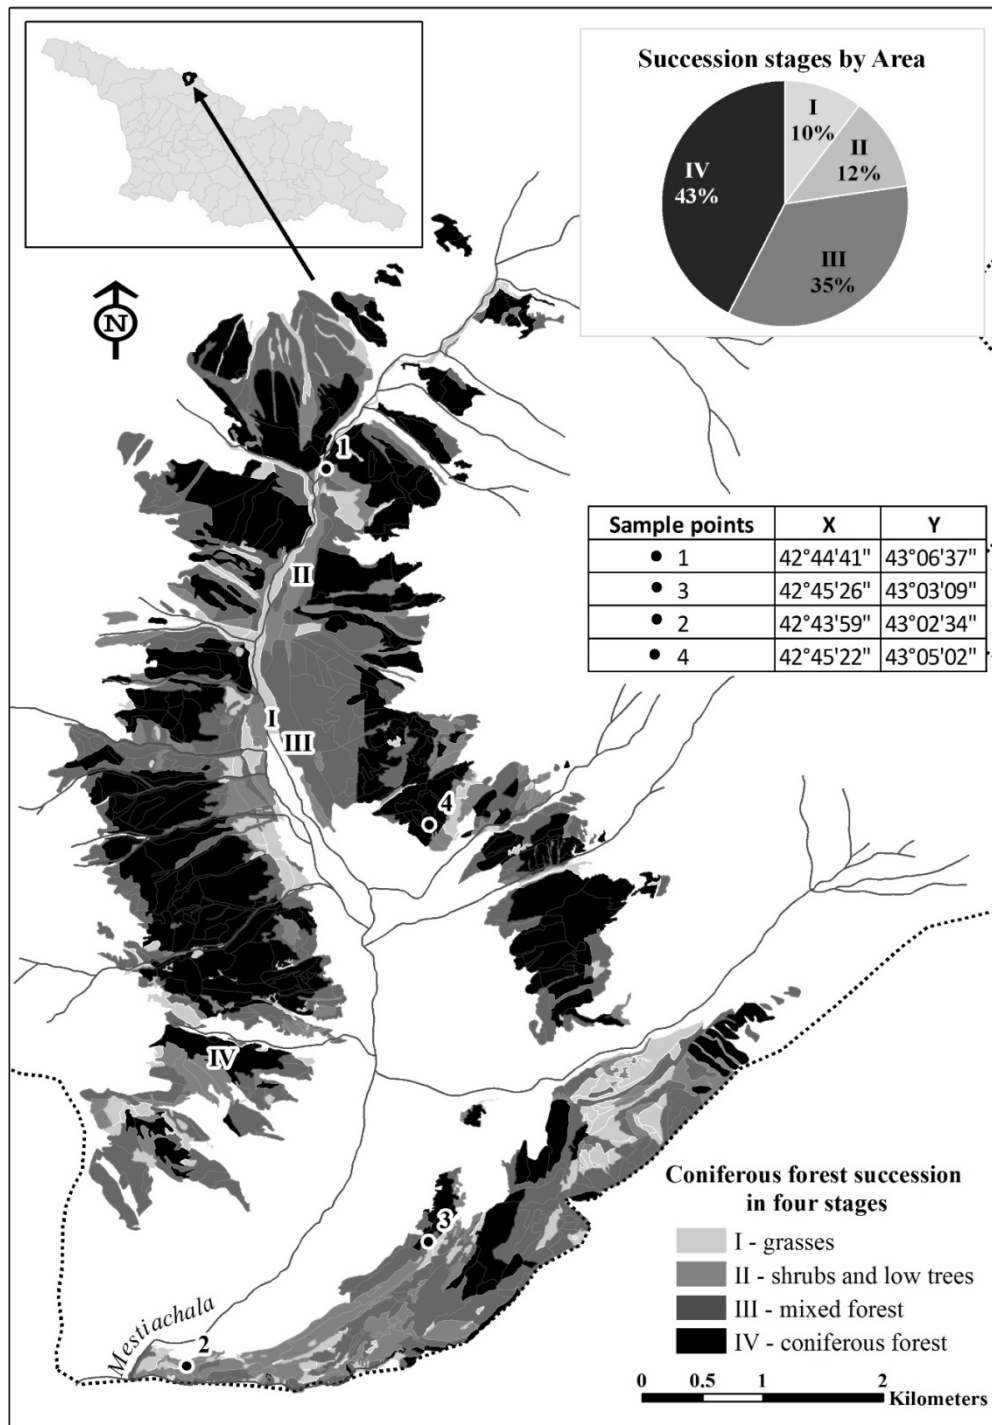 Succession stages by Area
I
10%
II
12%
III
35%
IV
43%
N
1
Sample points X Y
1 42°44'41" 43°06'37"
3 42°45'26" 43°03'09"
2 42°43'59" 43°02'34"
4 42°45'22" 43°05'02"
II
I
III
4
IV
3
2
Mestiachala
Coniferous forest succession
in four stages
I - grasses
II - shrubs and low trees
III - mixed forest
IV - coniferous forest
0 0.5 1 2
Kilometers